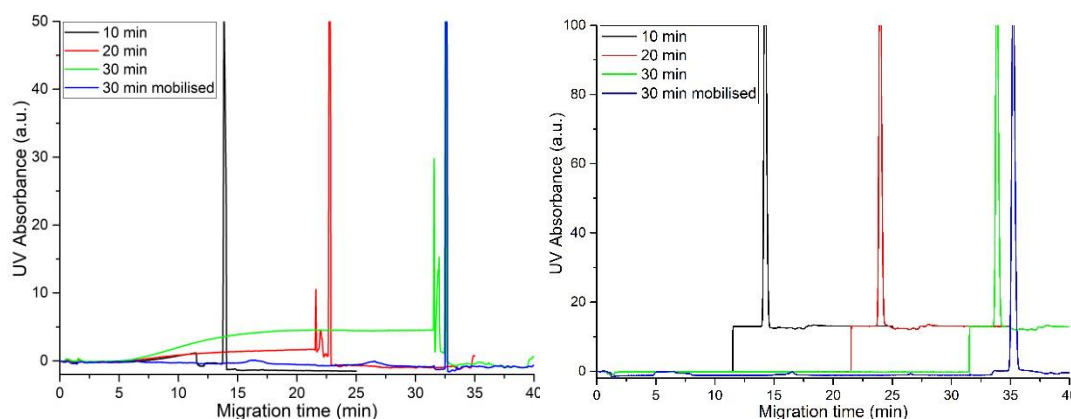 50
40
30
20
10
0
UV Absorbance (a.u.)
10 min
20 min
30 min
30 min mobilised
0 5 10 15 20 25 30 35 40
Migration time (min)
100
80
60
40
20
0
UV Absorbance (a.u.)
10 min
20 min
30 min
30 min mobilised
0 5 10 15 20 25 30 35 40
Migration time (min)